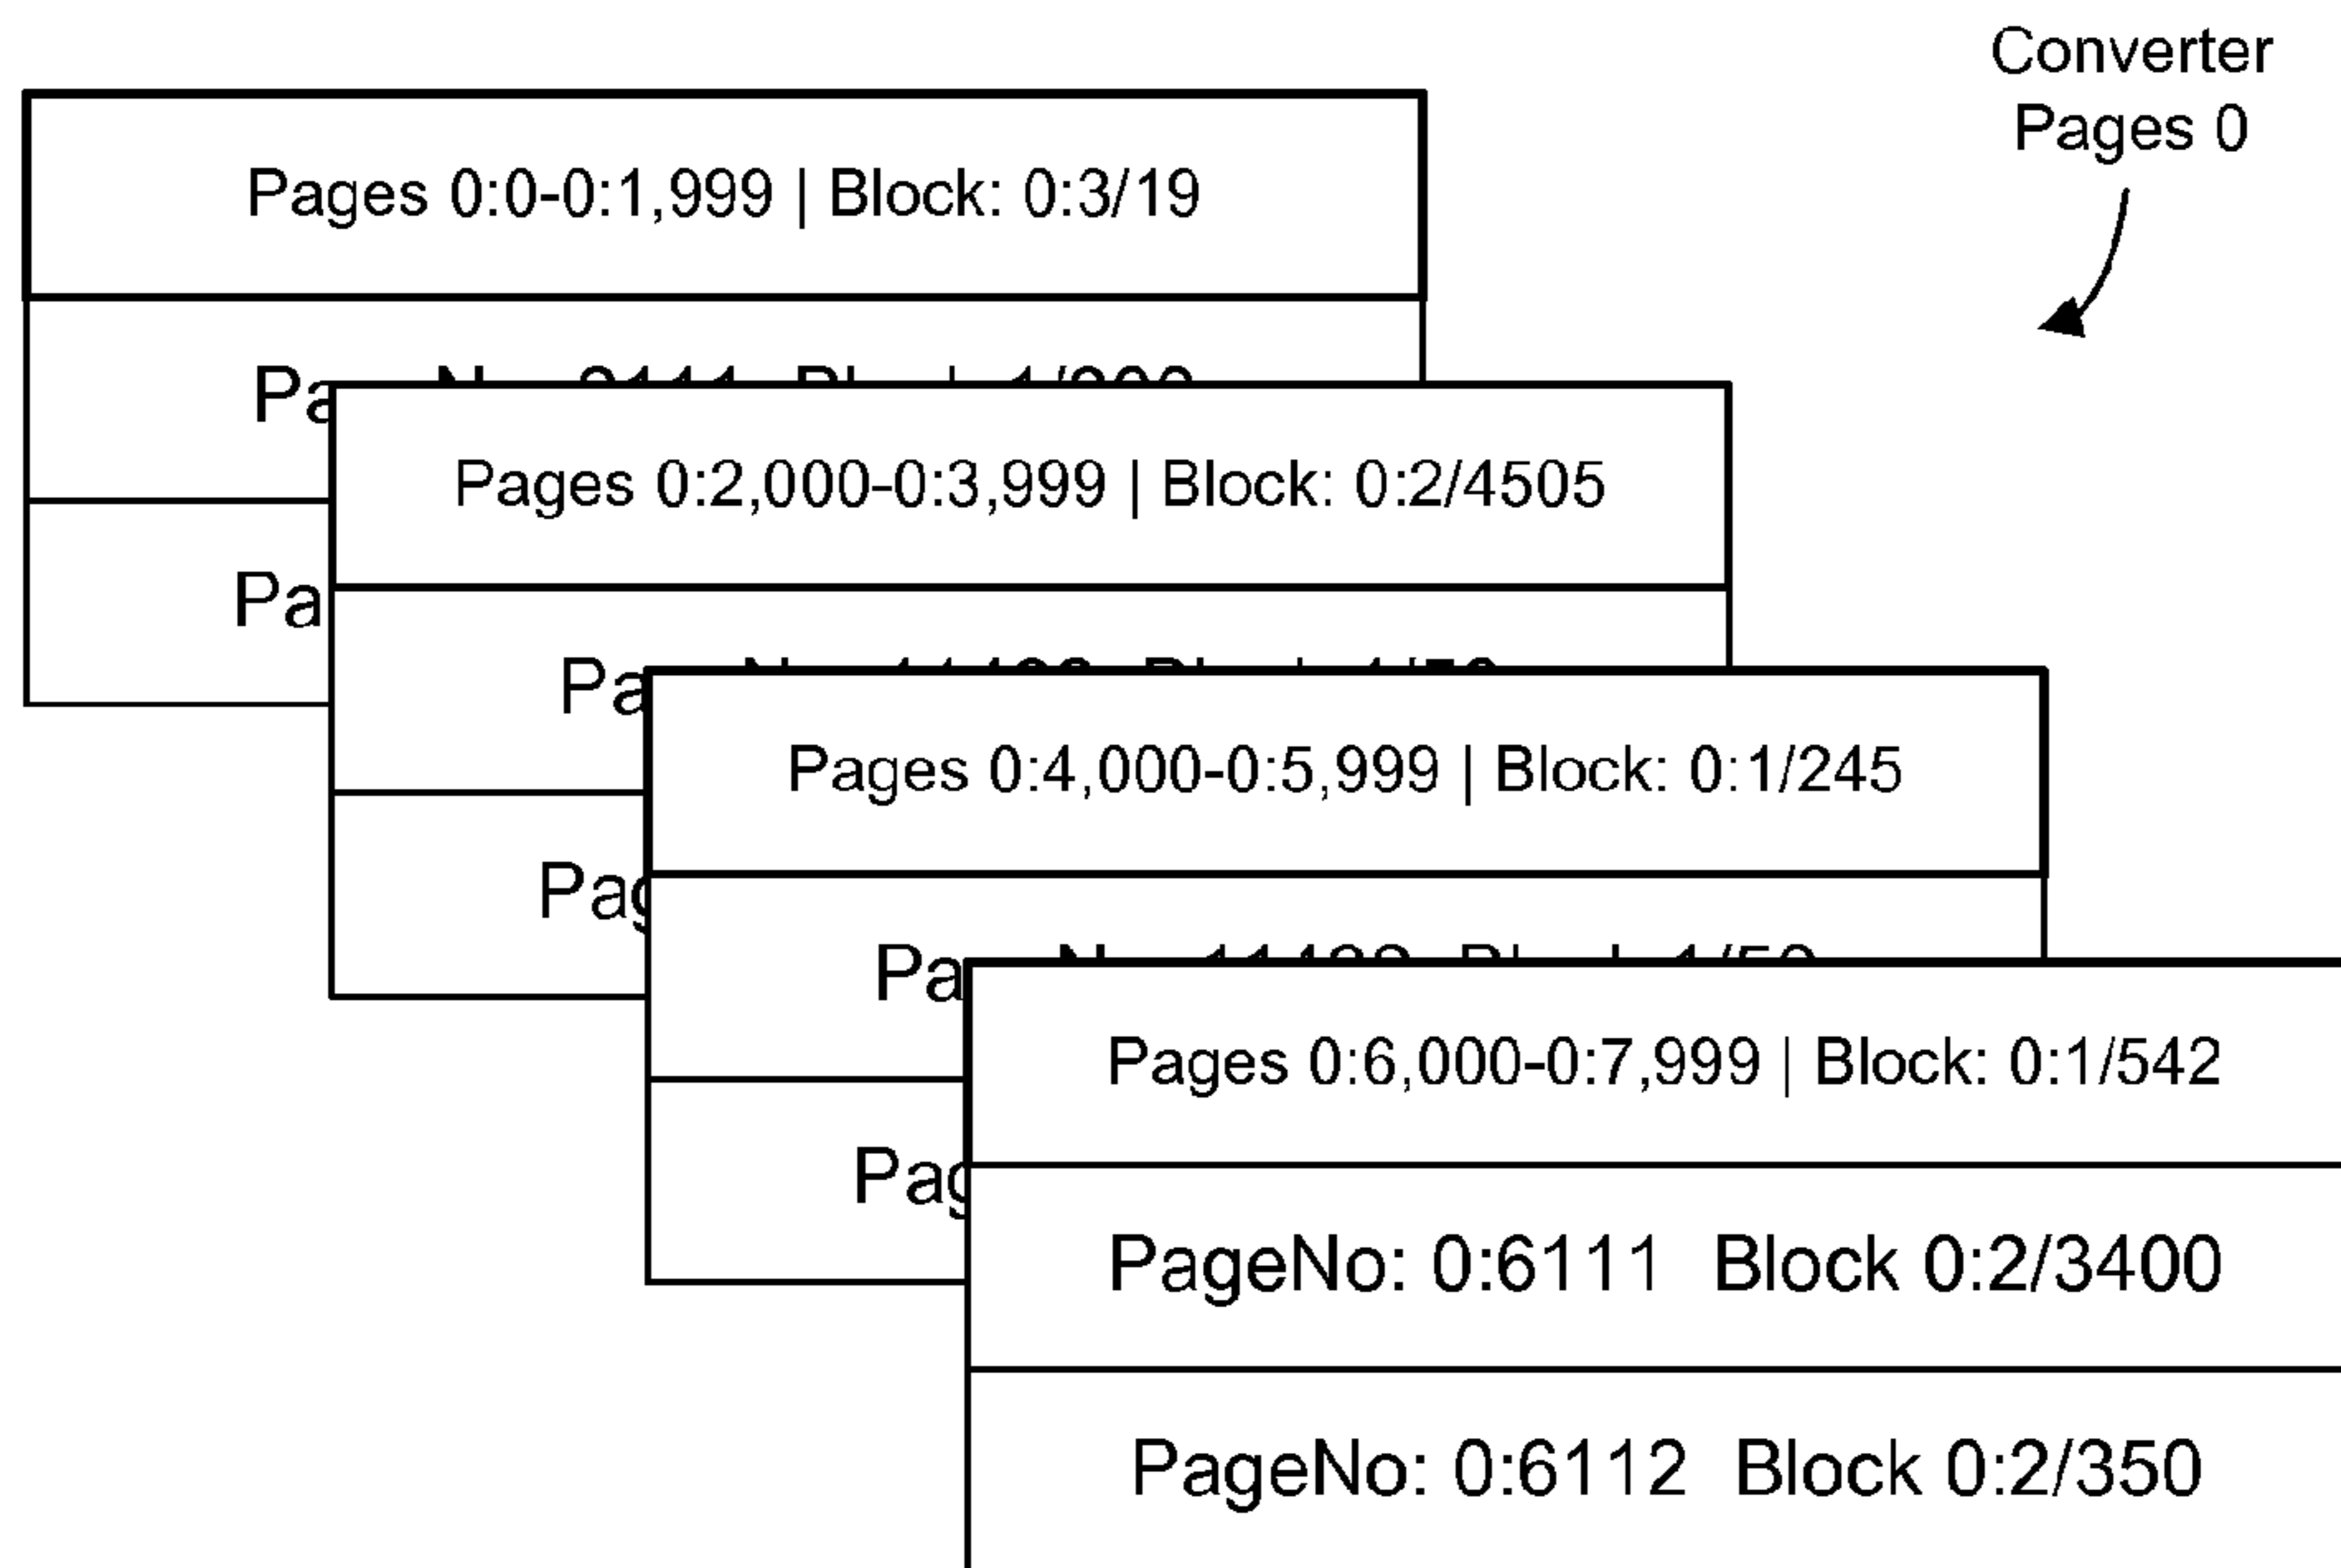 Converter
Pages 0
Pages 0:0-0:1,999 | Block: 0:3/19
Pages 0:2,000-0:3,999 | Block: 0:2/4505
Pages 0:4,000-0:5,999 | Block: 0:1/245
Pages 0:6,000-0:7,999 | Block: 0:1/542
PageNo: 0:6111 Block 0:2/3400
PageNo: 0:6112 Block 0:2/350